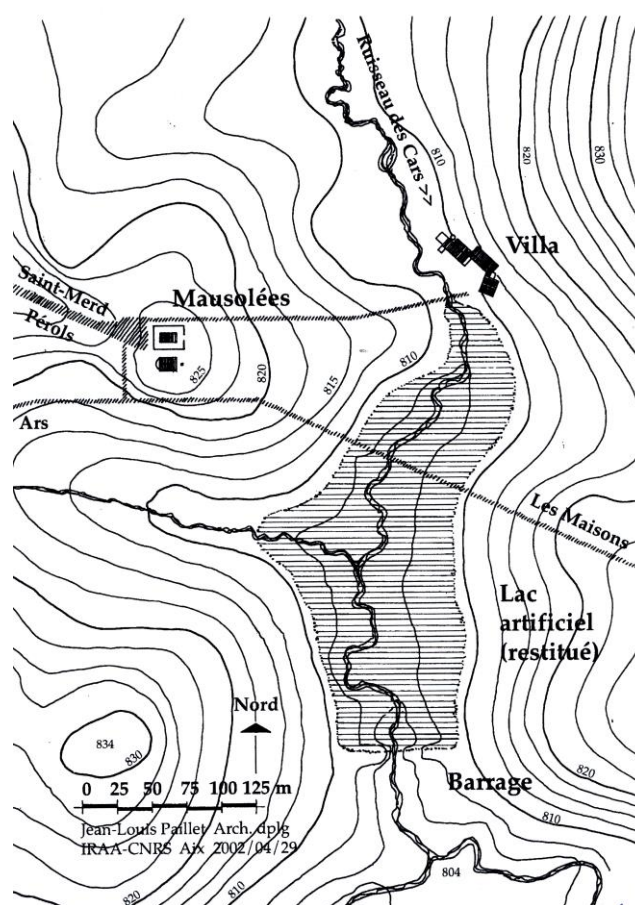 Ruisseau des Cars >>
810
820
830
Villa
Saint-Merd
Pérols
Mausolées
825
820
815
810
Ars
Les Maisons
Lac
artificiel
(restitué)
Nord
834
830
820
810
Barrage
0 25 50 75 100 125 m
Jean-Louis Paillet Arch. dplg
IRAA-CNRS Aix 2002/04/29
804
820
810